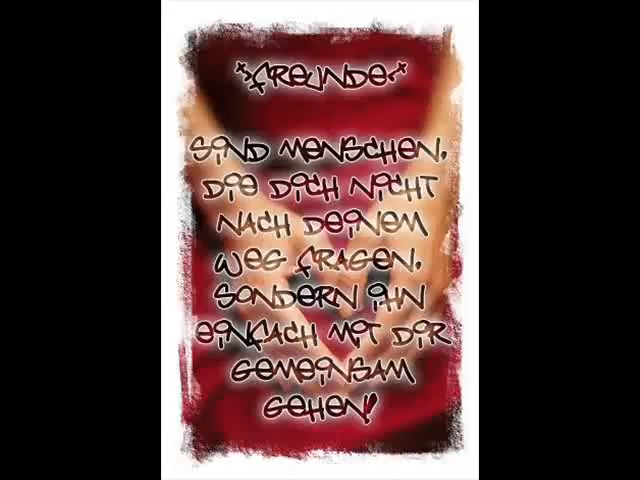 *FREUNDE*
SIND MENSCHEN,
DIE DICH NICHT
NACH DEINEM
WEG FRAGEN,
SONDERN IHN
EINFACH MIT DIR
GEMEINSAM
GEHEN!